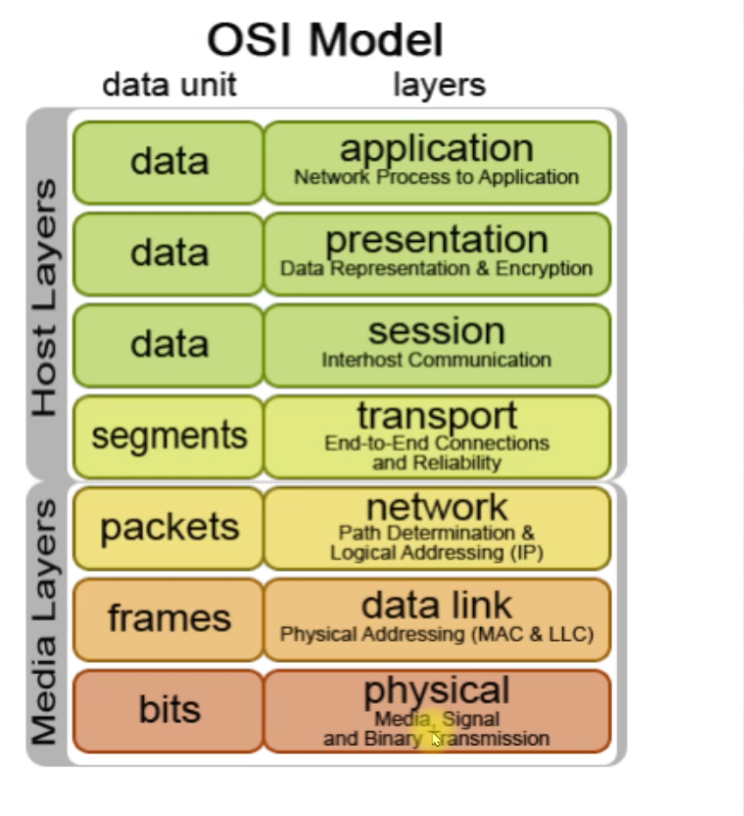 OSI Model
data unit
layers
Host Layers
data
application
Network Process to Application
data
presentation
Data Representation & Encryption
data
session
Interhost Communication
segments
transport
End-to-End Connections
and Reliability
Media Layers
packets
network
Path Determination &
Logical Addressing (IP)
frames
data link
Physical Addressing (MAC & LLC)
bits
physical
Media, Signal
and Binary Transmission